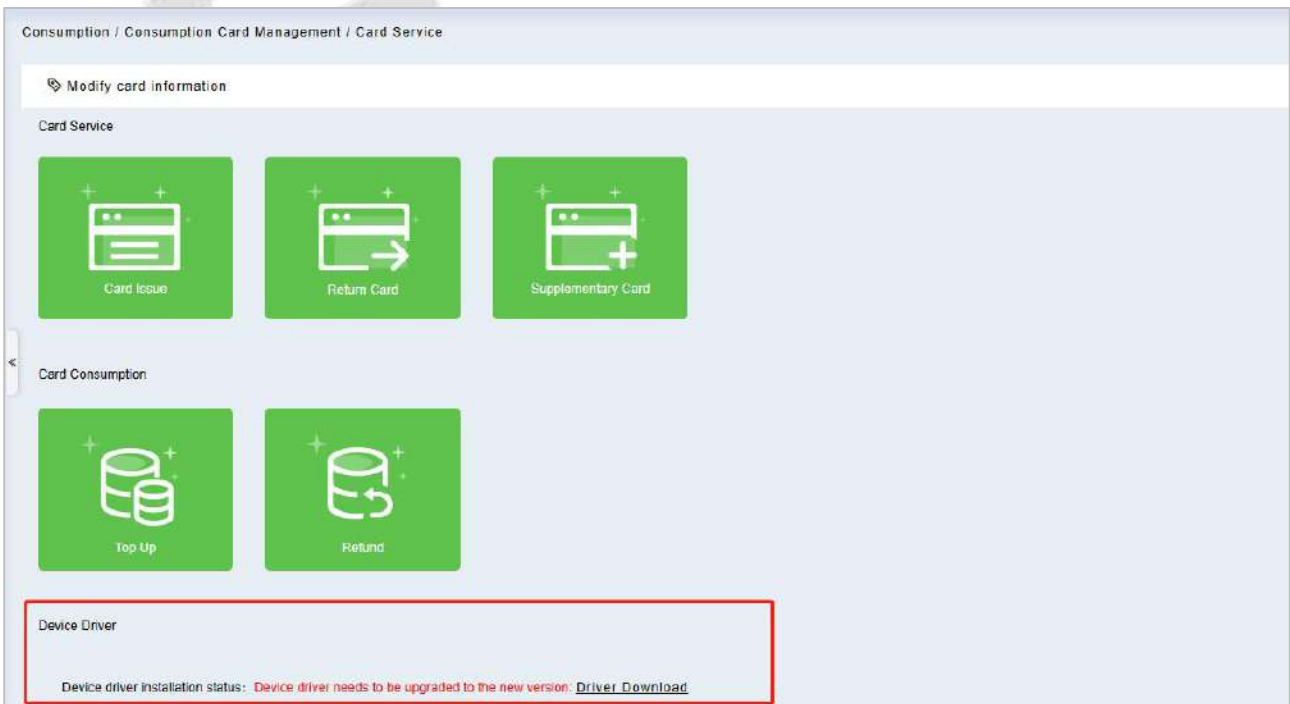 Consumption / Consumption Card Management / Card Service
Modify card information
Card Service
Card Issue
Return Card
Supplementary Card
Card Consumption
Top Up
Refund
Device Driver
Device driver installation status: Device driver needs to be upgraded to the new version: Driver Download